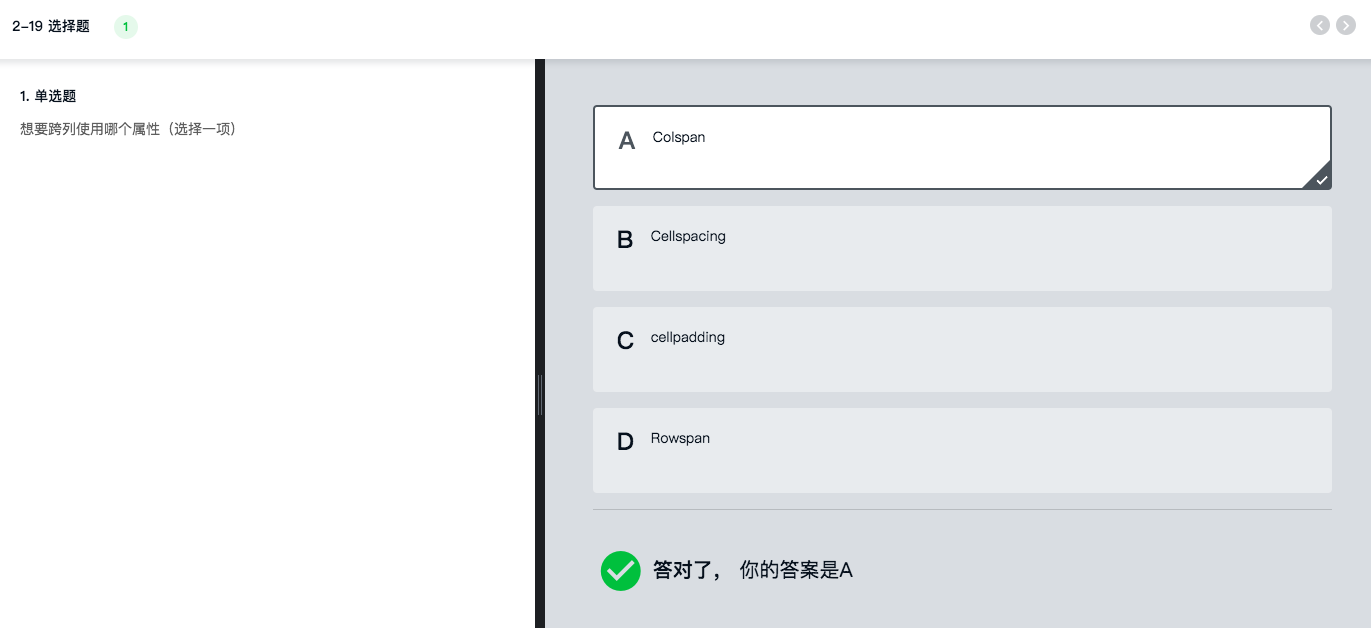 2-19 选择题 1
1. 单选题
想要跨列使用哪个属性（选择一项）
A Colspan
B Cellspacing
C cellpadding
D Rowspan
答对了， 你的答案是A